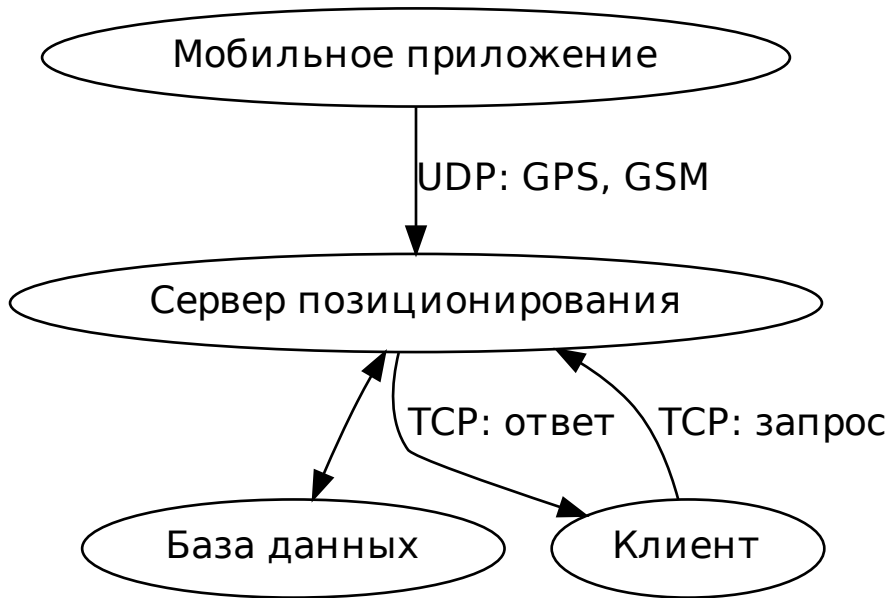 Мобильное приложение
UDP: GPS, GSM
Сервер позиционирования
TCP: ответ
TCP: запрос
База данных
Клиент